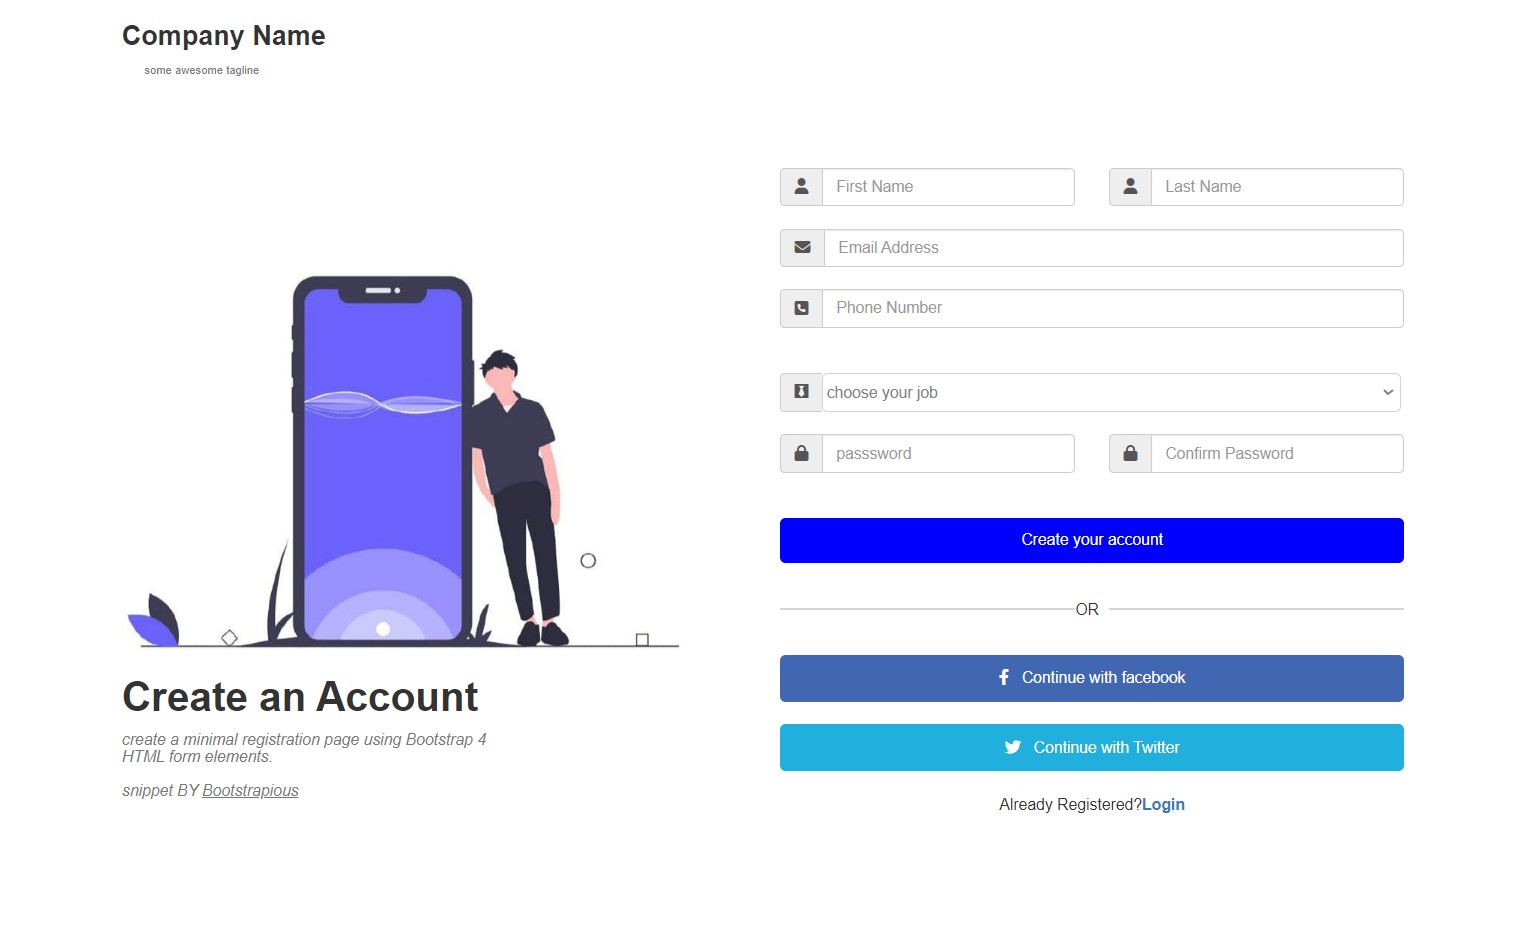 Company Name
some awesome tagline
First Name
Last Name
Email Address
Phone Number
choose your job
passsword
Confirm Password
Create your account
OR
Continue with facebook
Continue with Twitter
Already Registered?Login
Create an Account
create a minimal registration page using Bootstrap 4
HTML form elements.
snippet BY Bootstrapious